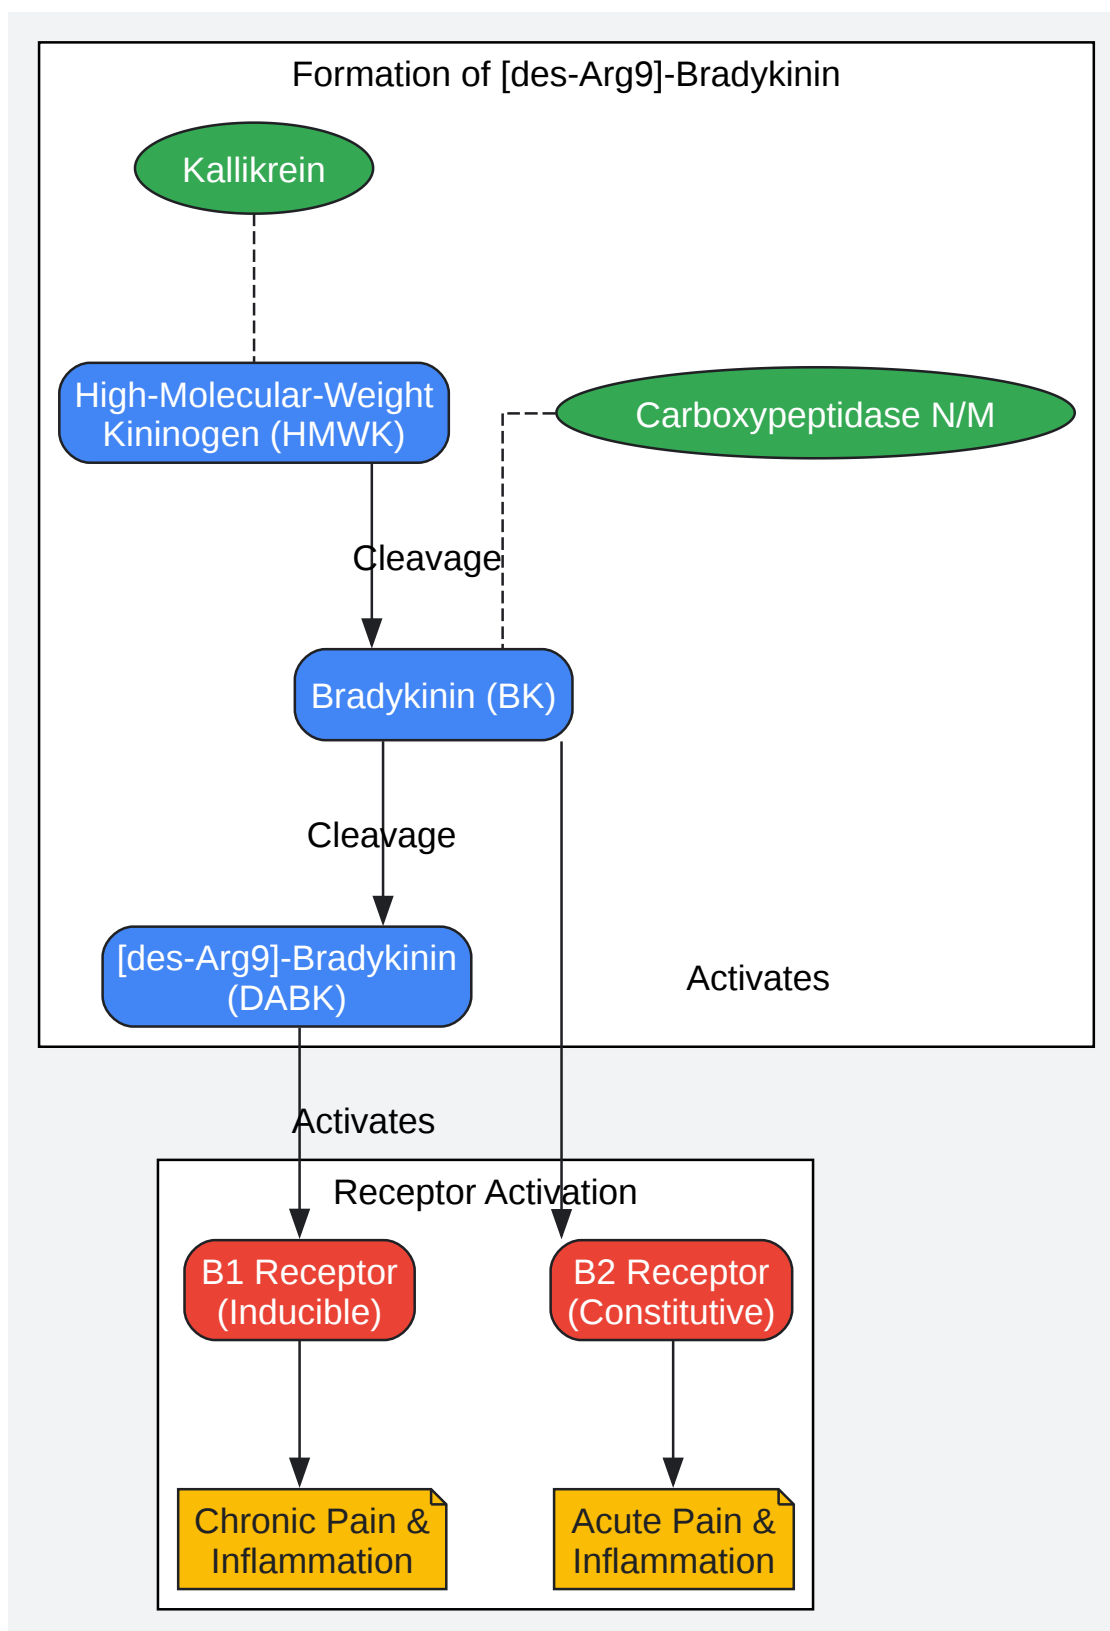 Formation of [des-Arg9]-Bradykinin
Kallikrein
High-Molecular-Weight
Kininogen (HMWK)
Carboxypeptidase N/M
Cleavage
Bradykinin (BK)
Cleavage
[des-Arg9]-Bradykinin
(DABK)
Activates
Activates
Receptor Activation
B1 Receptor
(Inducible)
B2 Receptor
(Constitutive)
Chronic Pain &
Inflammation
Acute Pain &
Inflammation